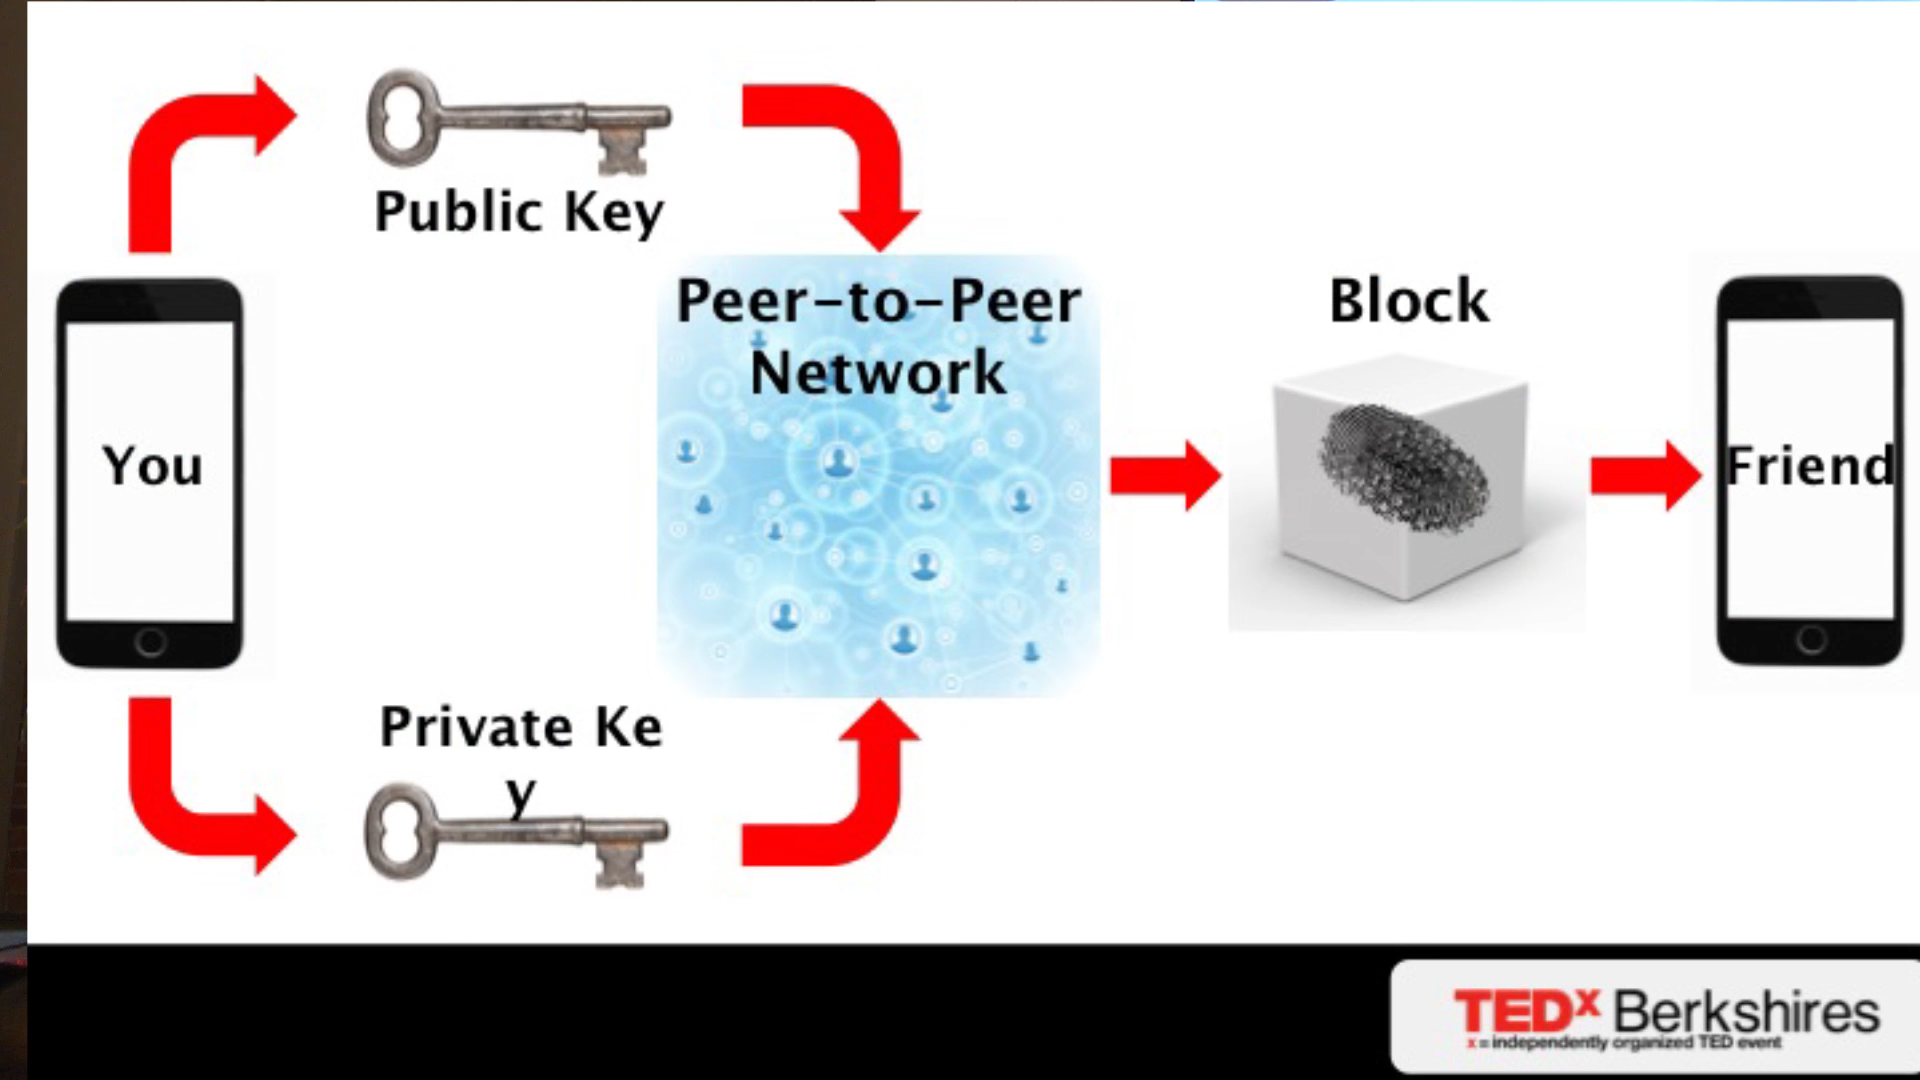 Public Key
Peer-to-Peer
Network
Block
You
Friend
Private Ke
y
TEDx Berkshires
x = independently organized TED event